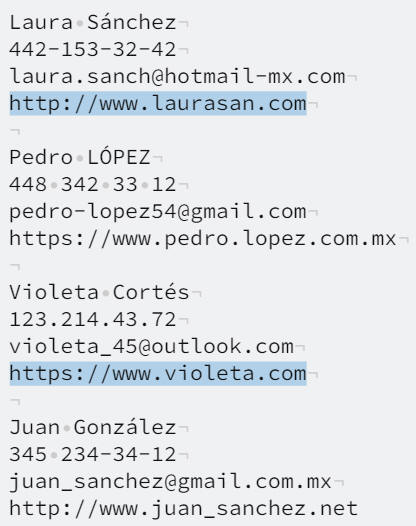 Laura Sánchez
442-153-32-42
laura.sanch@hotmail-mx.com
http://www.laurasan.com

Pedro LÓPEZ
448 342 33 12
pedro-lopez54@gmail.com
https://www.pedro.lopez.com.mx

Violeta Cortés
123.214.43.72
violeta_45@outlook.com
https://www.violeta.com

Juan González
345 234-34-12
juan_sanchez@gmail.com.mx
http://www.juan_sanchez.net